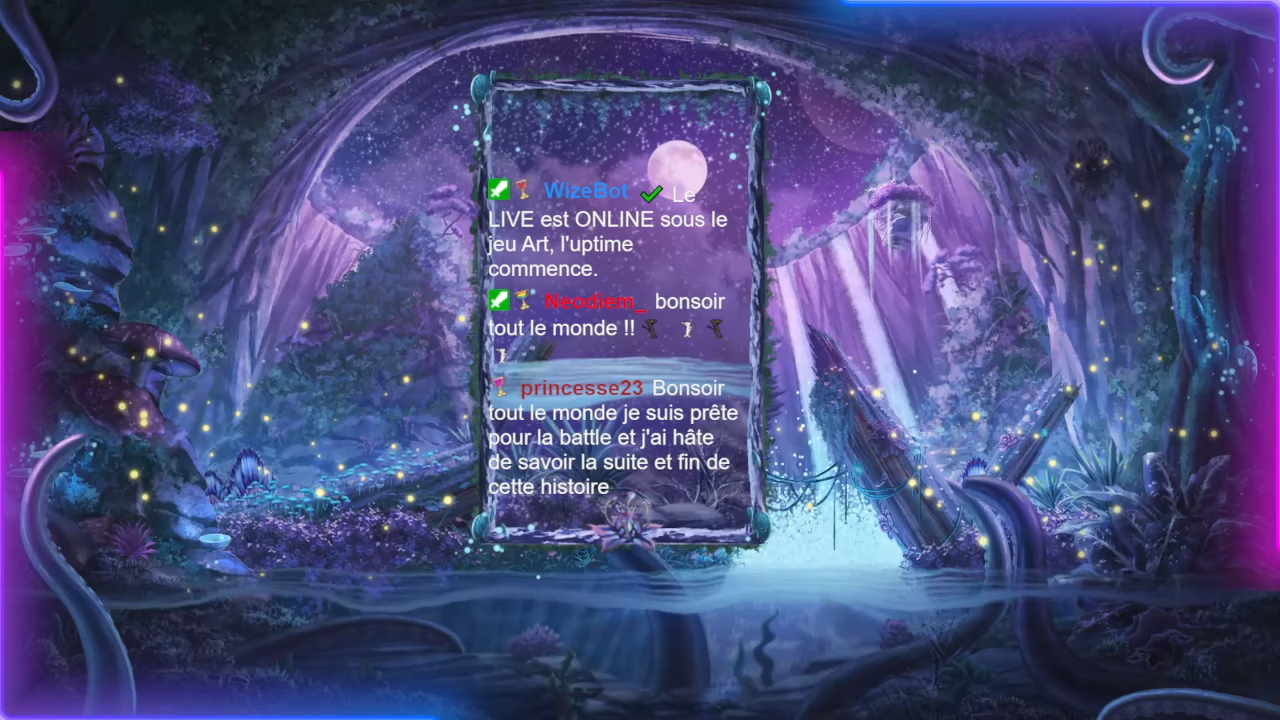 WizeBot Le
LIVE est ONLINE sous le
jeu Art, l'uptime
commence.
Neodiem_ bonsoir
tout le monde !!
princesse23 Bonsoir
tout le monde je suis prête
pour la battle et j'ai hâte
de savoir la suite et fin de
cette histoire